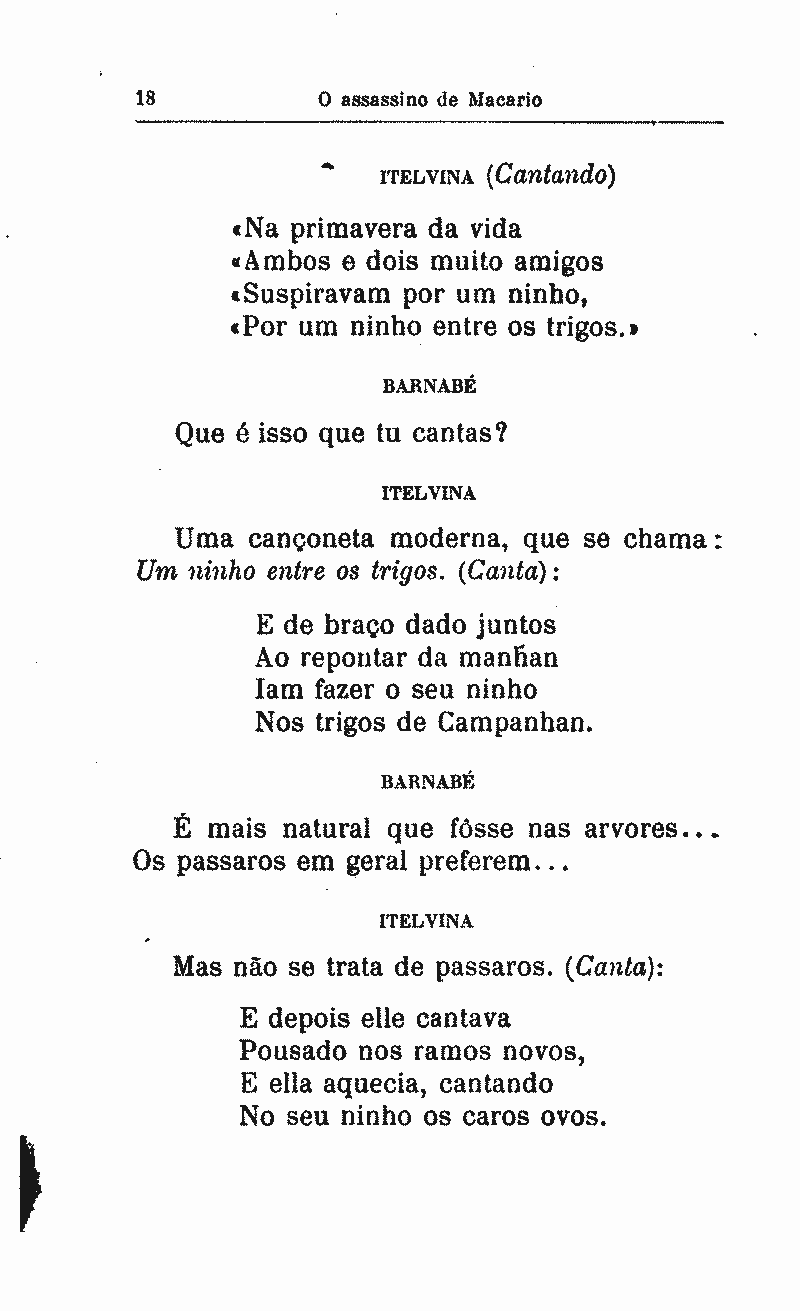 18 O assassino de Macario
ITELVINA (Cantando)
«Na primavera da vida
«Ambos e dois muito amigos
«Suspiravam por um ninho,
«Por um ninho entre os trigos.»
BARNABÉ
Que é isso que tu cantas?
ITELVINA
Uma cançoneta moderna, que se chama:
Um ninho entre os trigos. (Canta):
E de braço dado juntos
Ao repontar da manhan
Iam fazer o seu ninho
Nos trigos de Campanhan.
BARNABÉ
É mais natural que fôsse nas arvores...
Os passaros em geral preferem...
ITELVINA
Mas não se trata de passaros. (Canta):
E depois elle cantava
Pousado nos ramos novos,
E ella aquecia, cantando
No seu ninho os caros ovos.